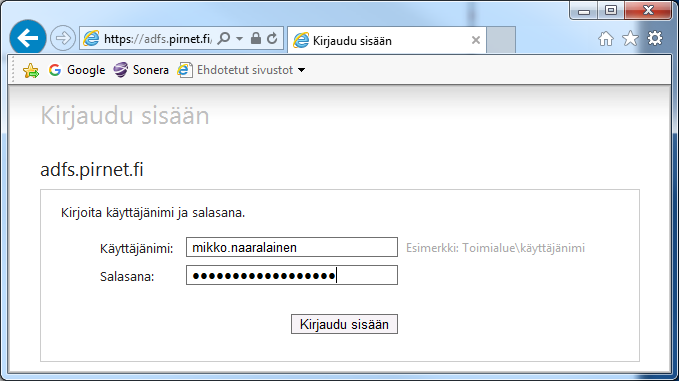 https://adfs.pirnet.fi/
Kirjaudu sisään
Google
Sonera
Ehdotetut sivustot
Kirjaudu sisään
adfs.pirnet.fi
Kirjoita käyttäjänimi ja salasana.
Käyttäjänimi: mikko.naaralainen Esimerkki: Toimialue\käyttäjänimi
Salasana: ●●●●●●●●●●●●●●●●●●
Kirjaudu sisään